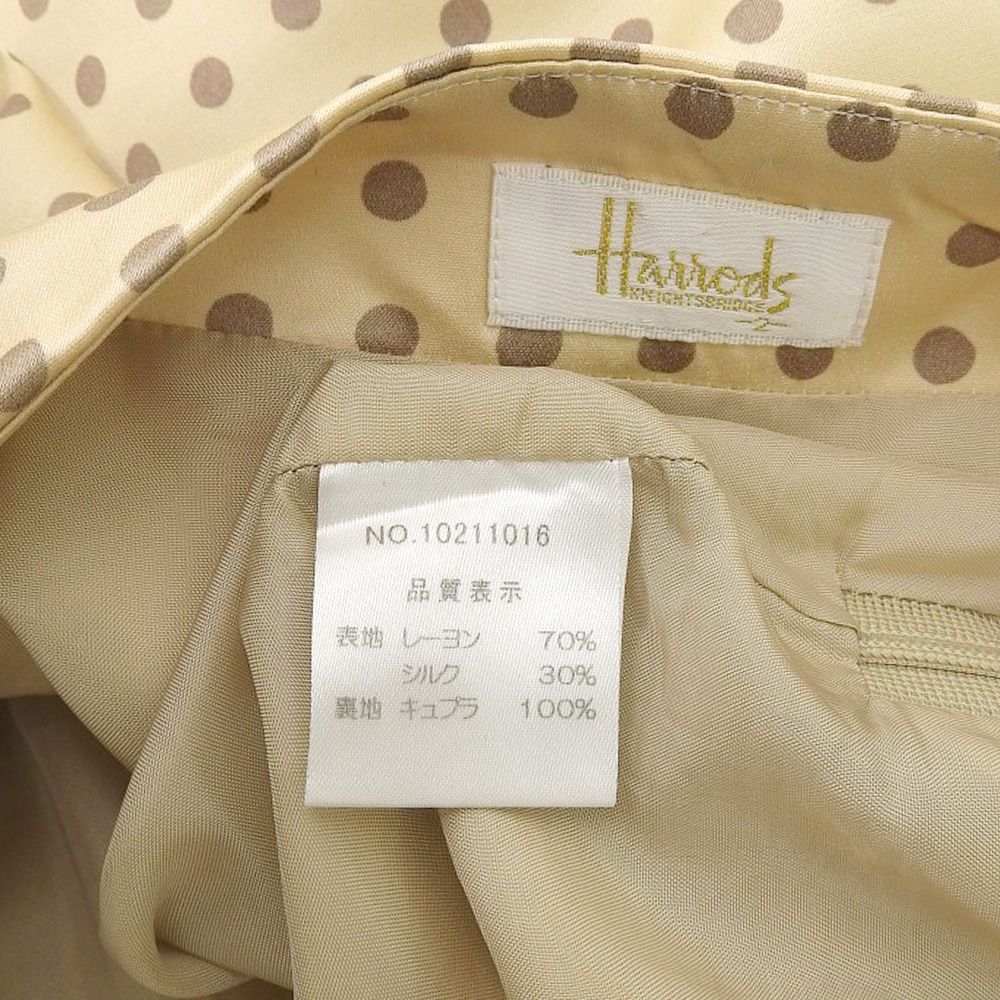 Harrods
KNIGHTSBRIDGE
NO.10211016
品質表示
表地 レーヨン 70%
シルク 30%
裏地 キュプラ 100%